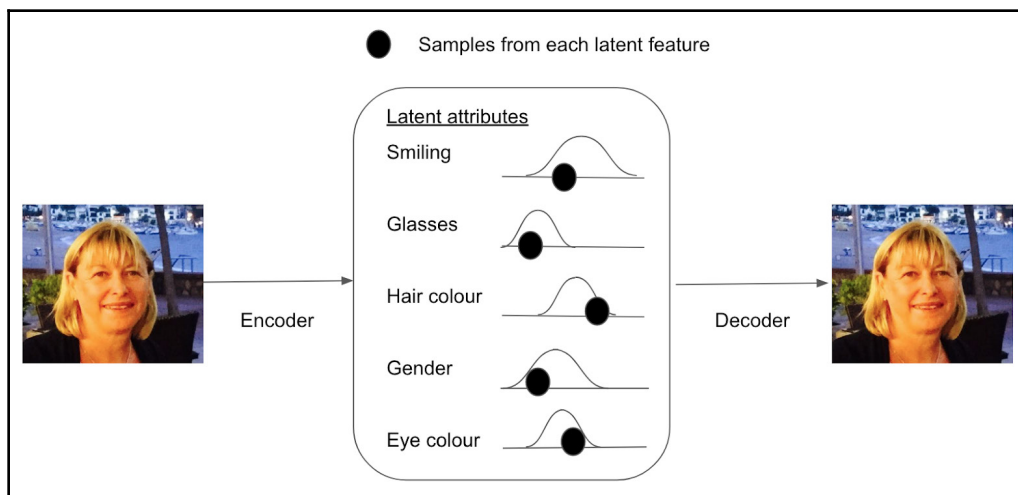 Samples from each latent feature
Latent attributes
Smiling
Glasses
Hair colour
Gender
Eye colour
Encoder
Decoder